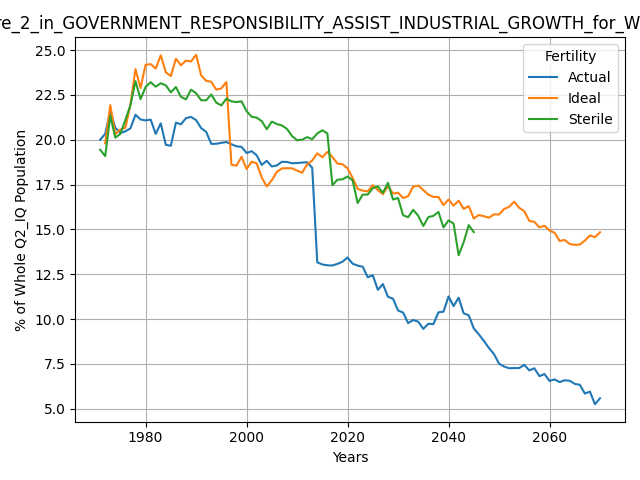 re_2_in_GOVERNMENT_RESPONSIBILITY_ASSIST_INDUSTRIAL_GROWTH_for_W
Fertility
Actual
Ideal
Sterile
% of Whole Q2_IQ Population
25.0
22.5
20.0
17.5
15.0
12.5
10.0
7.5
5.0
1980
2000
2020
2040
2060
Years